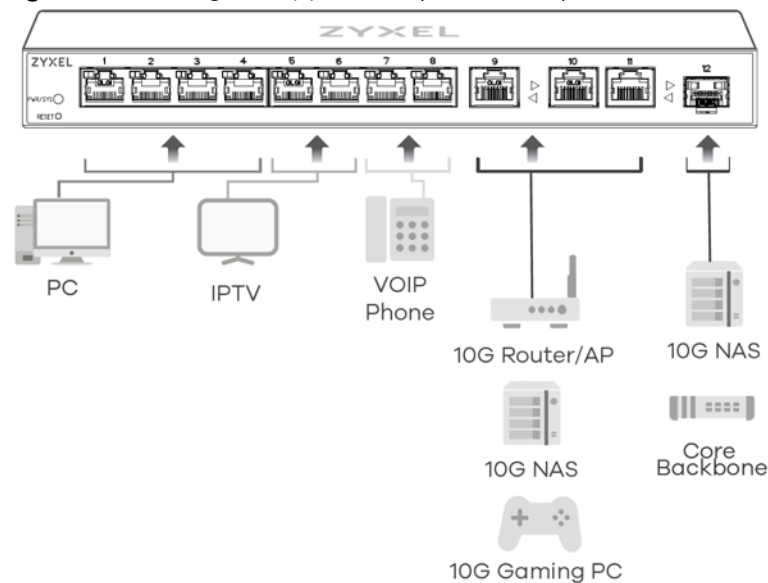 ZYXEL
ZYXEL 1 2 3 4 5 6 7 8 9 10 11 12
PWR/SYS
RESET
PC
IPTV
VOIP
Phone
10G Router/AP
10G NAS
10G NAS
Core
Backbone
10G Gaming PC